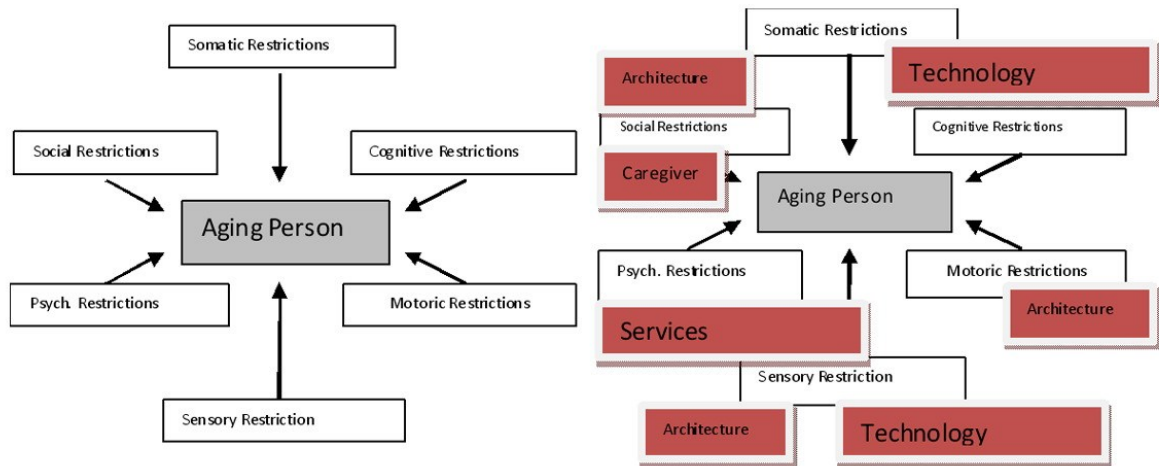 Somatic Restrictions
Social Restrictions
Cognitive Restrictions
Aging Person
Psych. Restrictions
Motoric Restrictions
Sensory Restriction
Somatic Restrictions
Architecture
Technology
Social Restrictions
Cognitive Restrictions
Caregiver
Aging Person
Psych. Restrictions
Motoric Restrictions
Architecture
Services
Sensory Restriction
Architecture
Technology